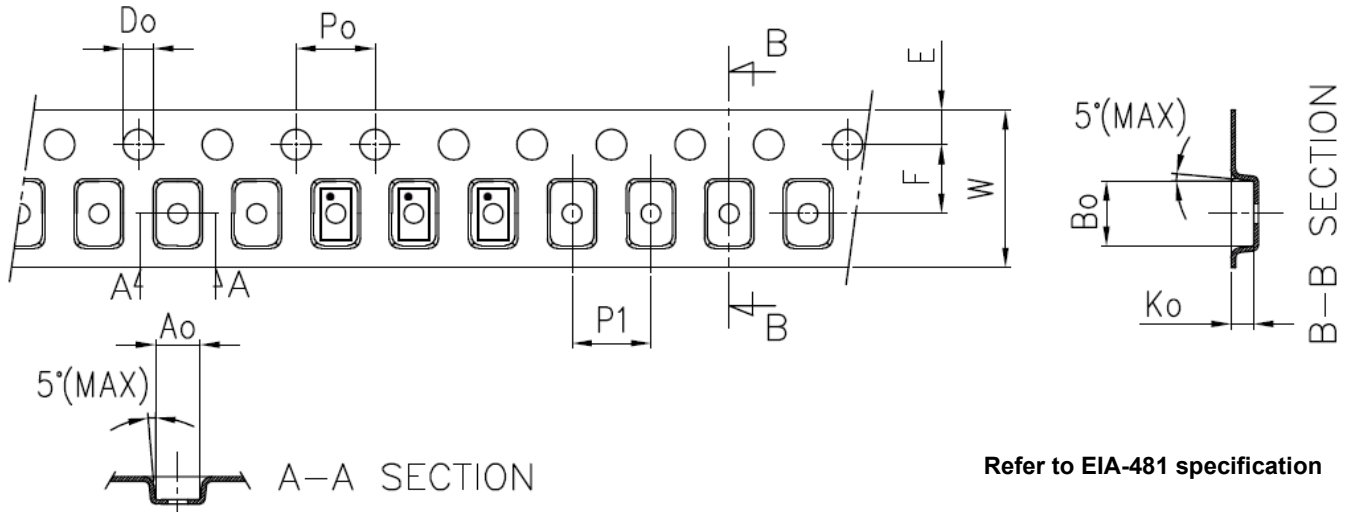 Do
Po
B
E
5°(MAX)
F
W
Bo
B-B SECTION
A
A
Ko
P1
B
Ao
5°(MAX)
A-A SECTION
Refer to EIA-481 specification